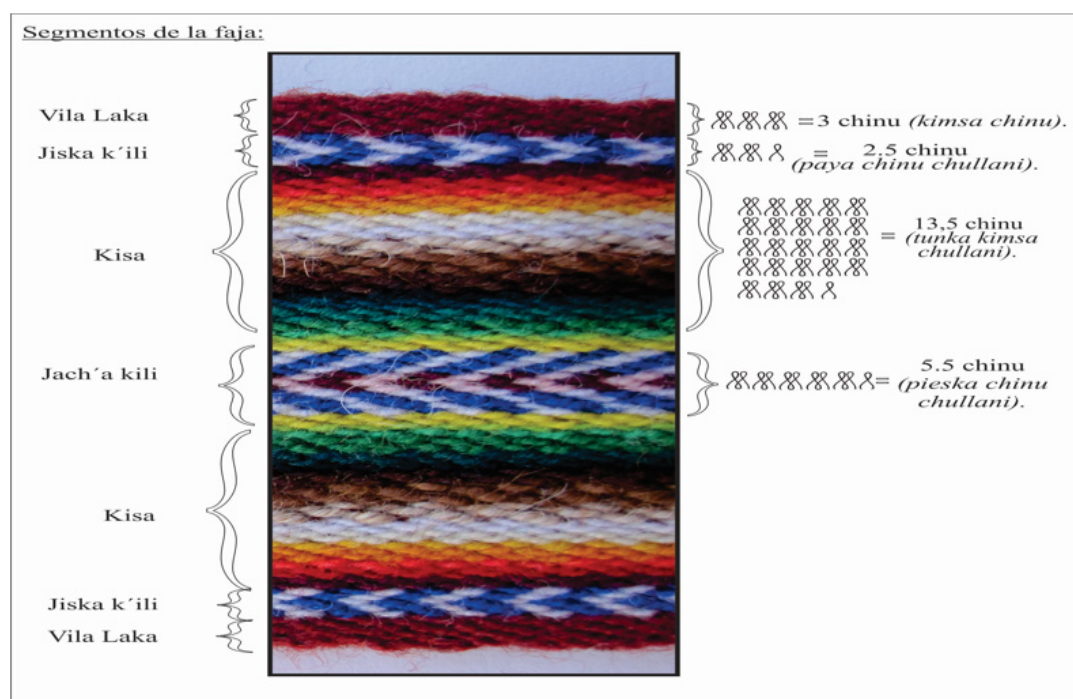 Segmentos de la faja:
Vila Laka
=3 chinu (kimsa chinu).
Jiska k´ili
= 2.5 chinu
(paya chinu chullani).
Kisa
= 13,5 chinu
(tunka kimsa
chullani).
Jach´a kili
= 5.5 chinu
(pieska chinu
chullani).
Kisa
Jiska k´ili
Vila Laka